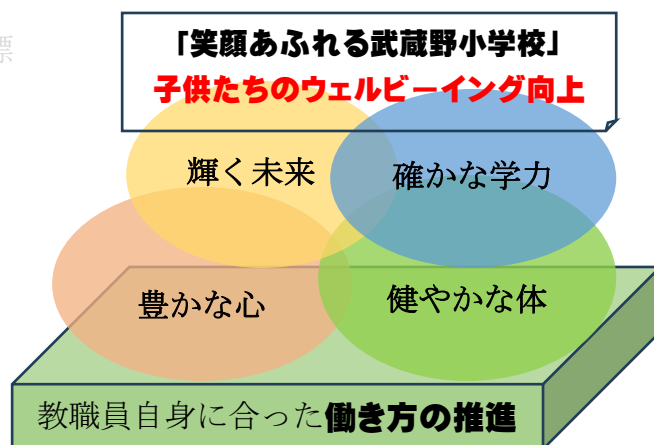 標
「笑顔あふれる武蔵野小学校」
子供たちのウェルビーイング向上
輝く未来
確かな学力
豊かな心
健やかな体
教職員自身に合った働き方の推進